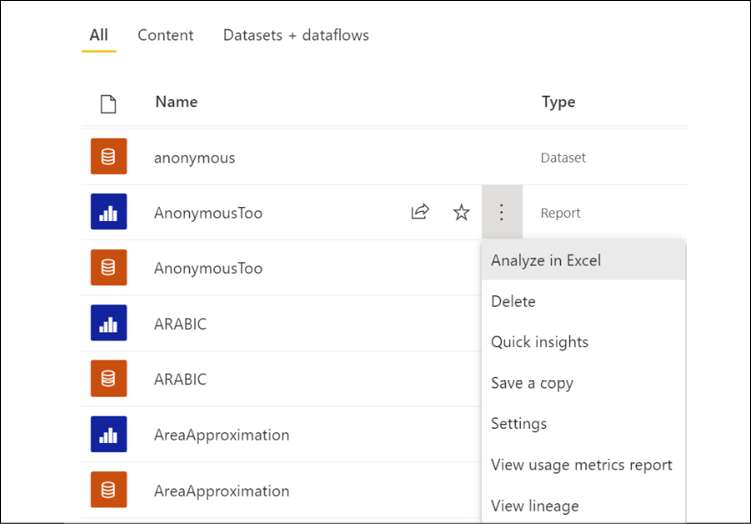 All Content Datasets + dataflows
Name Type
anonymous Dataset
AnonymousToo Report
AnonymousToo
ARABIC
ARABIC
AreaApproximation
AreaApproximation
Analyze in Excel
Delete
Quick insights
Save a copy
Settings
View usage metrics report
View lineage